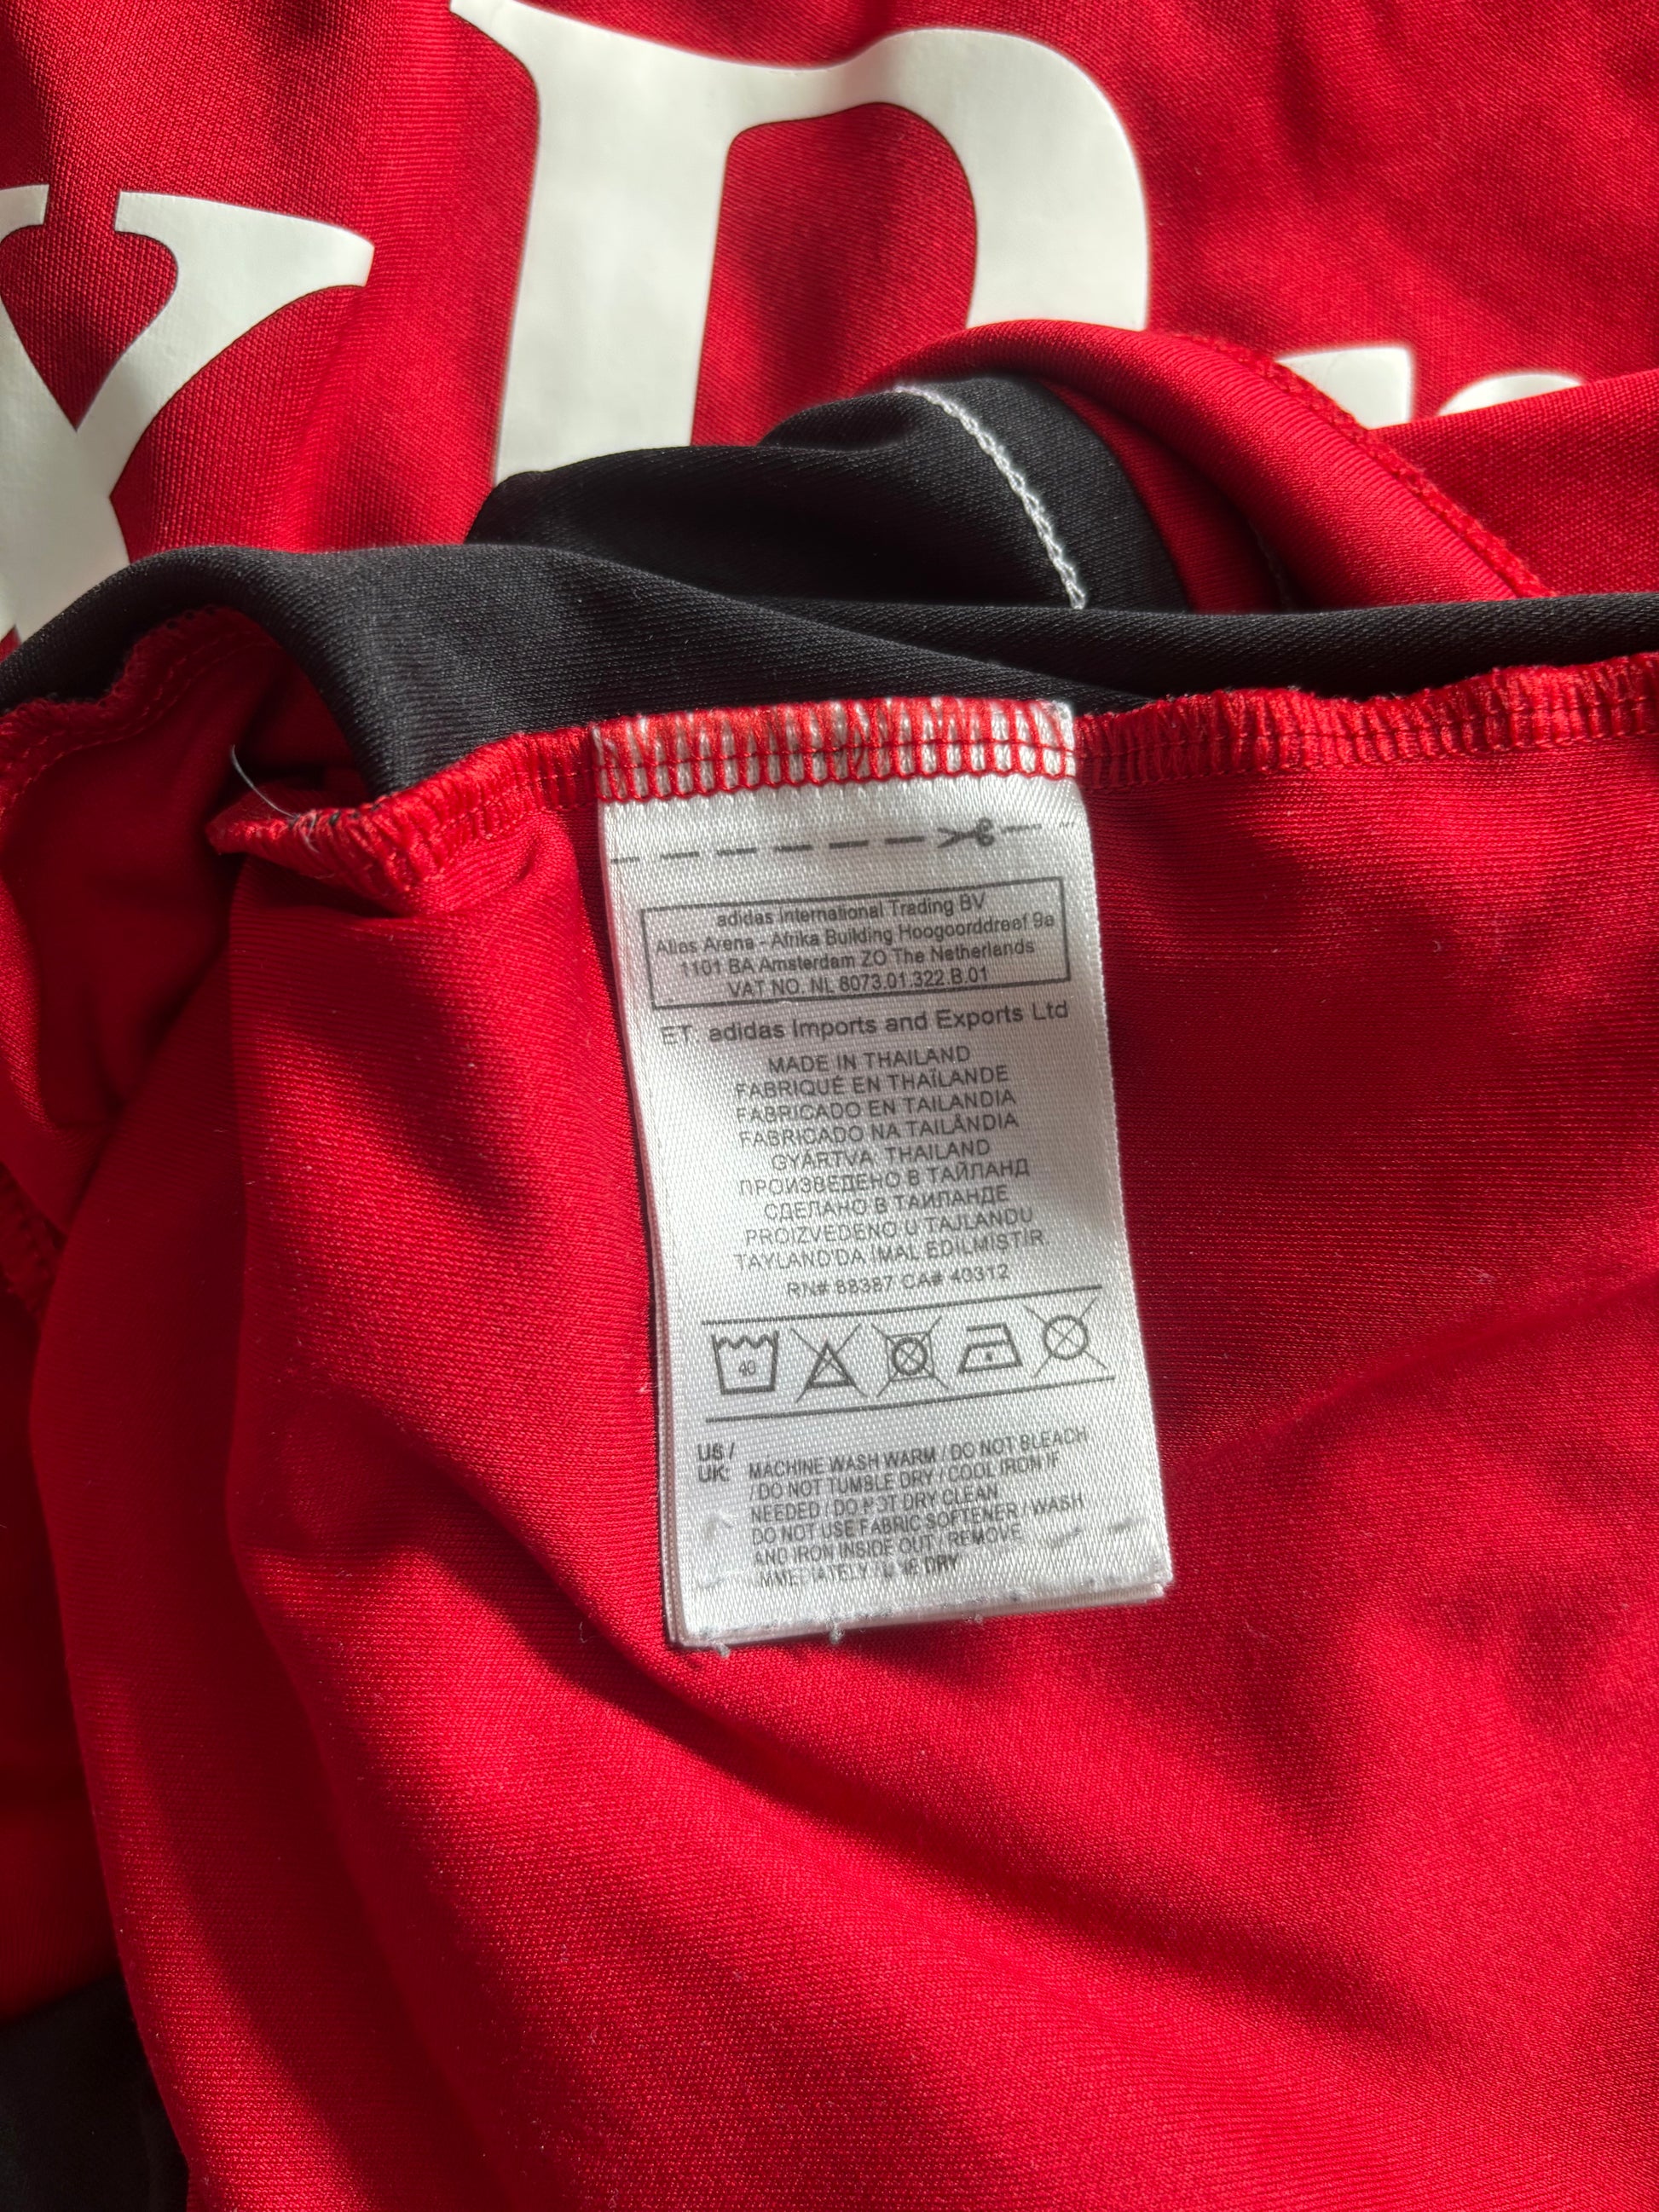 adidas International Trading BV
Atlas Arena - Afrika Building Hoogoorddreef 9a
1101 BA Amsterdam ZO The Netherlands
VAT NO. NL 8073.01.322.B.01
ET. adidas Imports and Exports Ltd
MADE IN THAILAND
FABRIQUÉ EN THAÏLANDE
FABRICADO EN TAILANDIA
FABRICADO NA TAILÂNDIA
GYÁRTVA: THAILAND
ПРОИЗВЕДЕНО В ТАЙЛАНД
СДЕЛАНО В ТАИЛАНДЕ
PROIZVEDENO U TAJLANDU
TAYLAND'DA İMAL EDİLMİŞTİR
RN# 88387 CA# 40312
40
US / UK: MACHINE WASH WARM / DO NOT BLEACH
/ DO NOT TUMBLE DRY / COOL IRON IF
NEEDED / DO NOT DRY CLEAN
DO NOT USE FABRIC SOFTENER / WASH
AND IRON INSIDE OUT / REMOVE
IMMEDIATELY / LINE DRY